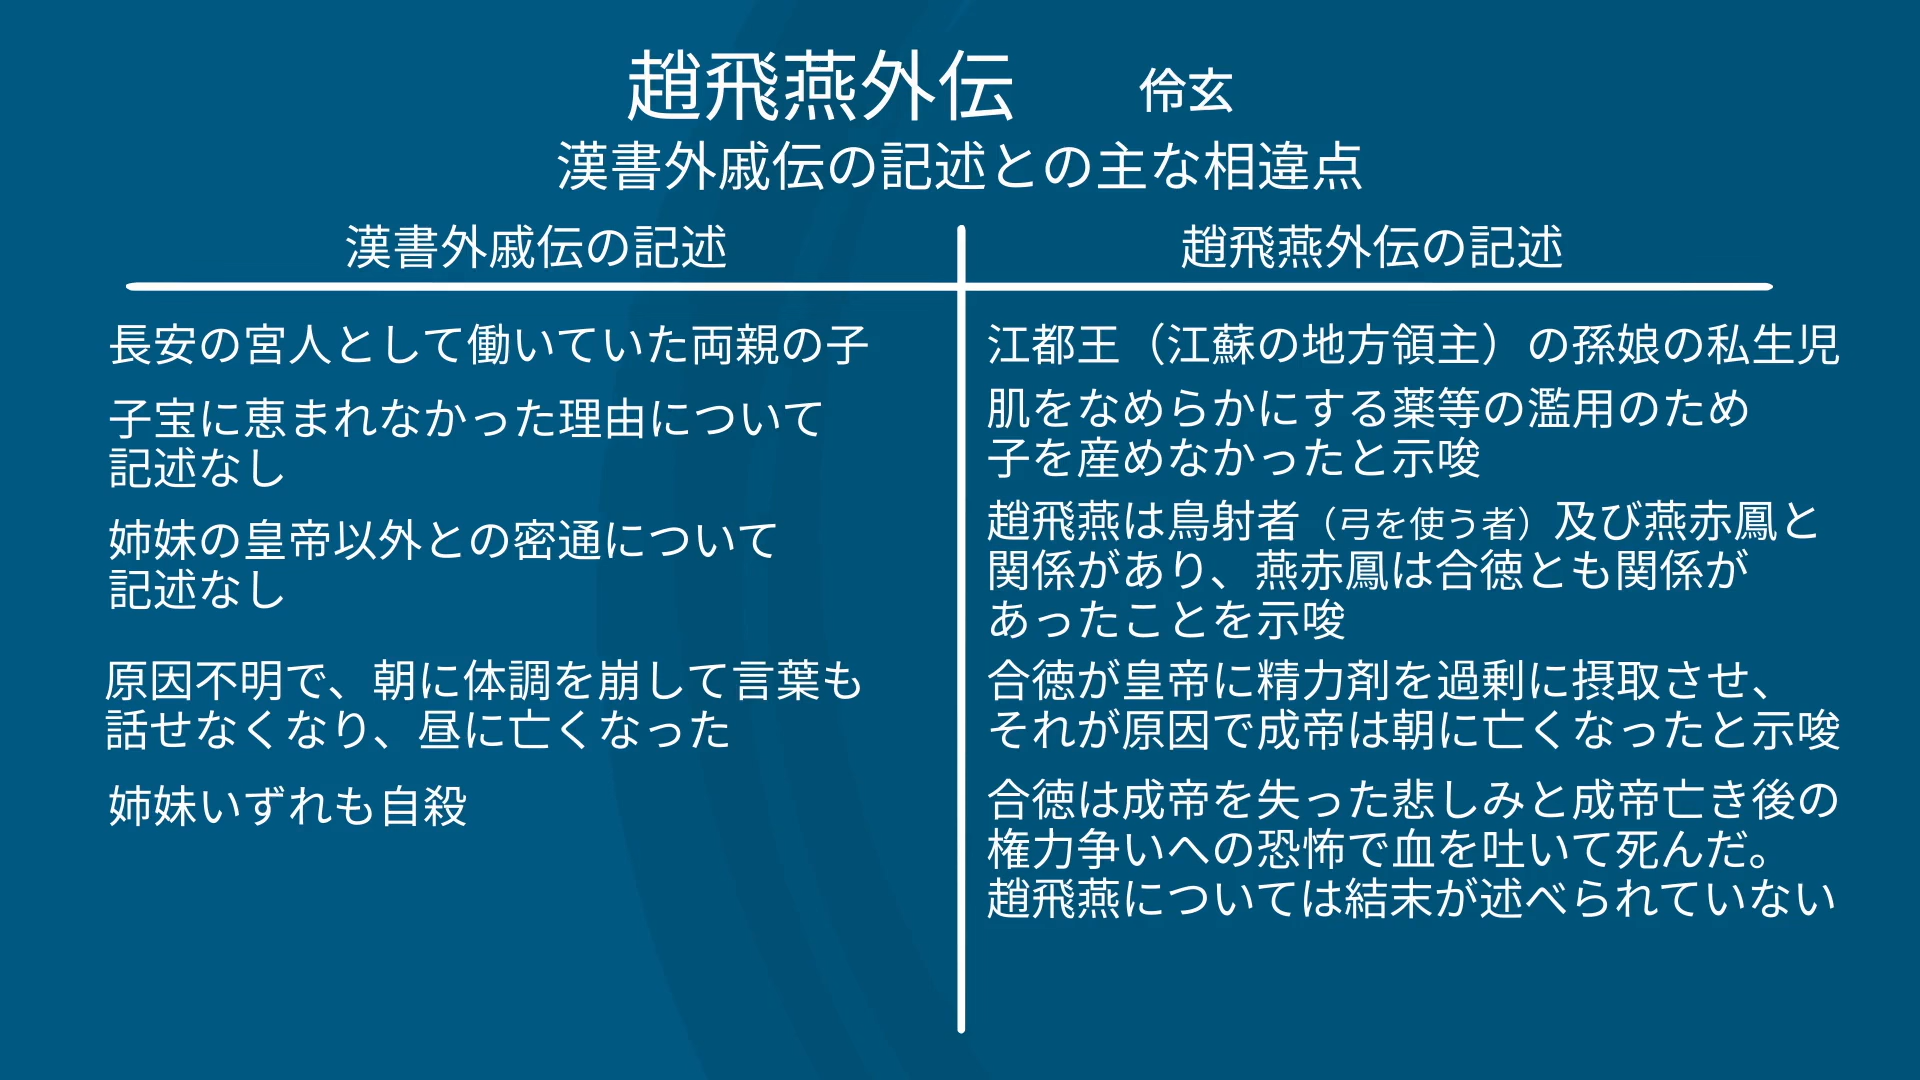 趙飛燕外伝　　伶玄
漢書外戚伝の記述との主な相違点
漢書外戚伝の記述
長安の宮人として働いていた両親の子
子宝に恵まれなかった理由について
記述なし
姉妹の皇帝以外との密通について
記述なし
原因不明で、朝に体調を崩して言葉も
話せなくなり、昼に亡くなった
姉妹いずれも自殺
趙飛燕外伝の記述
江都王（江蘇の地方領主）の孫娘の私生児
肌をなめらかにする薬等の濫用のため
子を産めなかったと示唆
趙飛燕は鳥射者（弓を使う者）及び燕赤鳳と
関係があり、燕赤鳳は合徳とも関係が
あったことを示唆
合徳が皇帝に精力剤を過剰に摂取させ、
それが原因で成帝は朝に亡くなったと示唆
合徳は成帝を失った悲しみと成帝亡き後の
権力争いへの恐怖で血を吐いて死んだ。
趙飛燕については結末が述べられていない